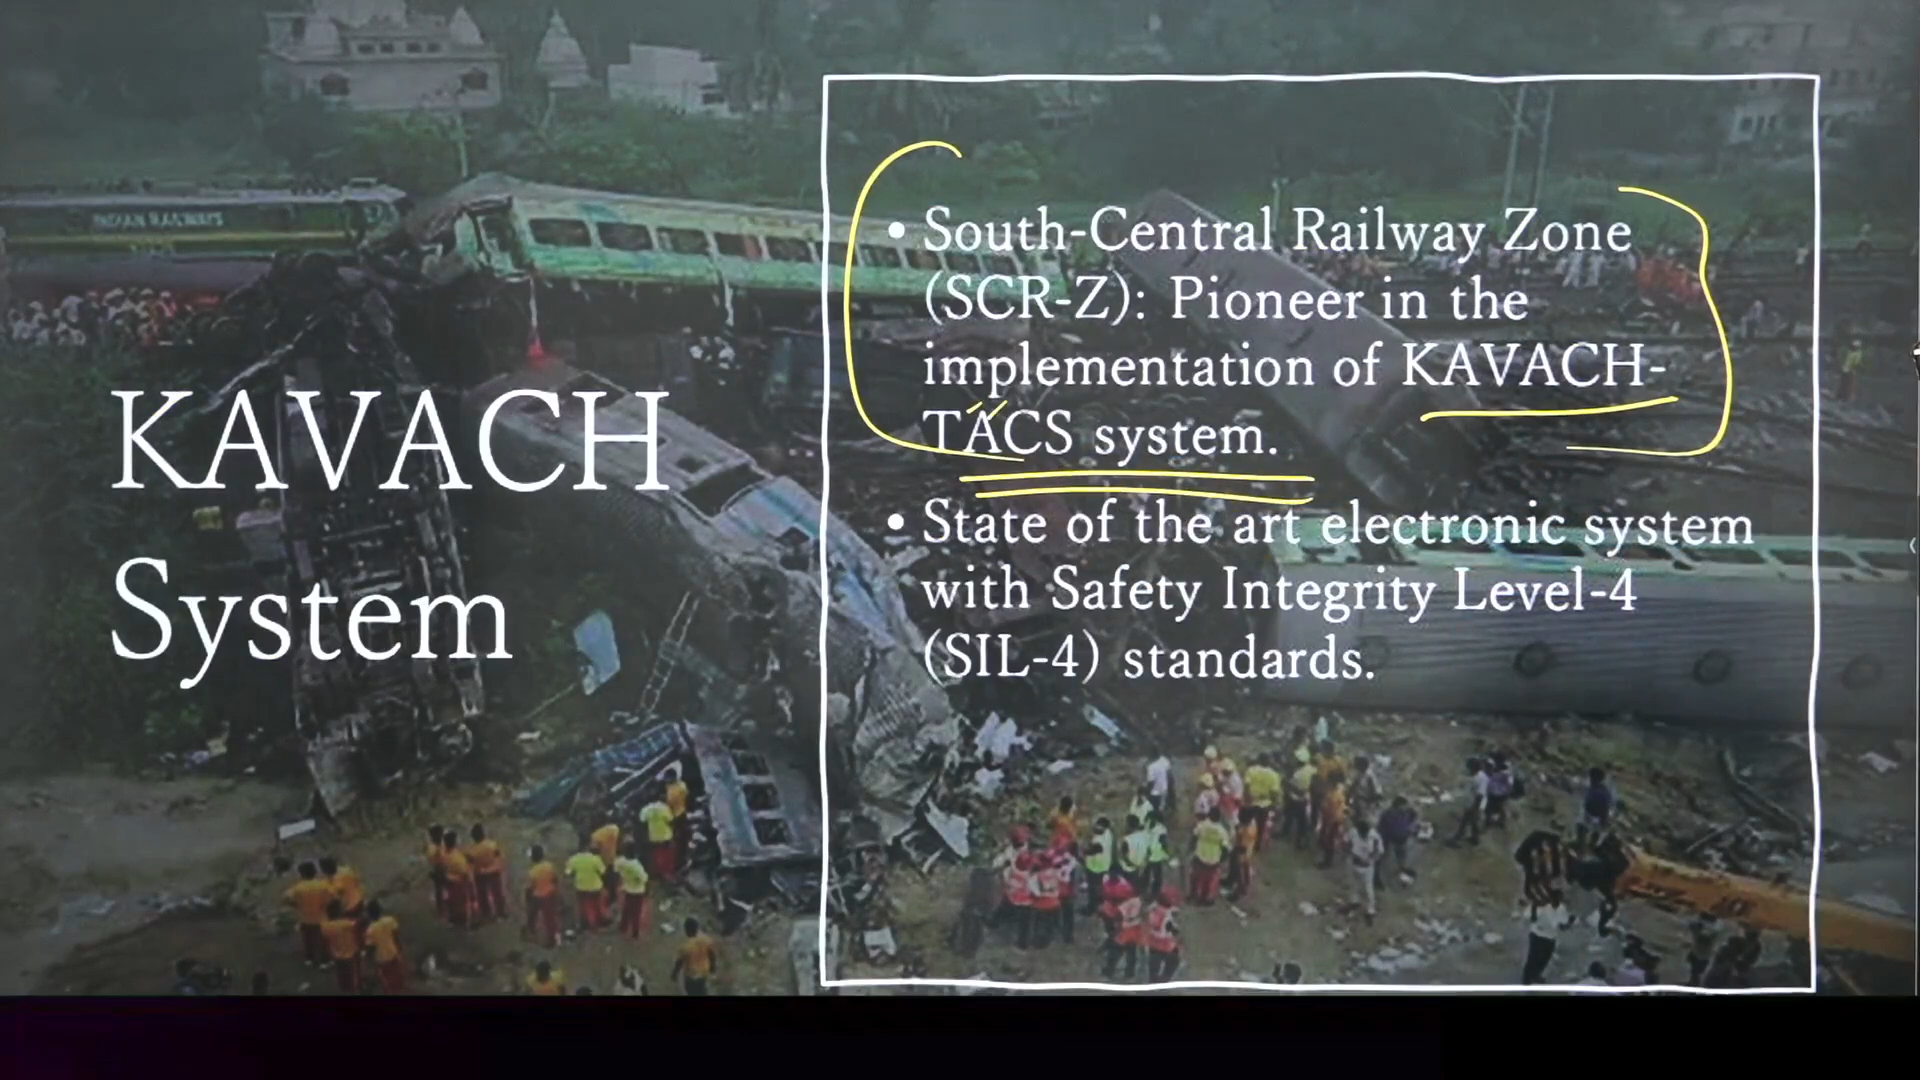 INDIAN RAILWAYS
KAVACH
System
• South-Central Railway Zone
(SCR-Z): Pioneer in the
implementation of KAVACH-
TACS system.
• State of the art electronic system
with Safety Integrity Level-4
(SIL-4) standards.